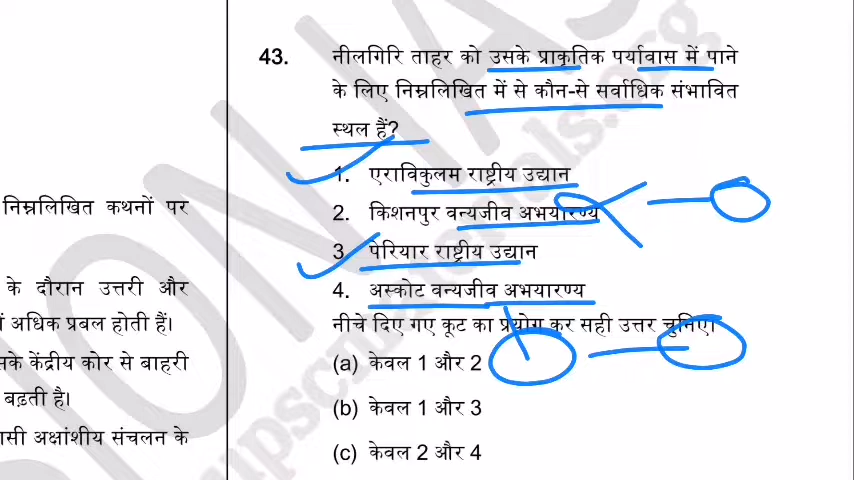 43. नीलगिरि ताहर को उसके प्राकृतिक पर्यावास में पाने
के लिए निम्नलिखित में से कौन-से सर्वाधिक संभावित
स्थल हैं?
1. एराविकुलम राष्ट्रीय उद्यान
निम्नलिखित कथनों पर
2. किशनपुर वन्यजीव अभयारण्य
3. पेरियार राष्ट्रीय उद्यान
के दौरान उत्तरी और
4. अस्कोट वन्यजीव अभयारण्य
अधिक प्रबल होती हैं।
नीचे दिए गए कूट का प्रयोग कर सही उत्तर चुनिए।
के केंद्रीय कोर से बाहरी
(a) केवल 1 और 2
बढ़ती है।
(b) केवल 1 और 3
अक्षांशीय संचलन के
(c) केवल 2 और 4